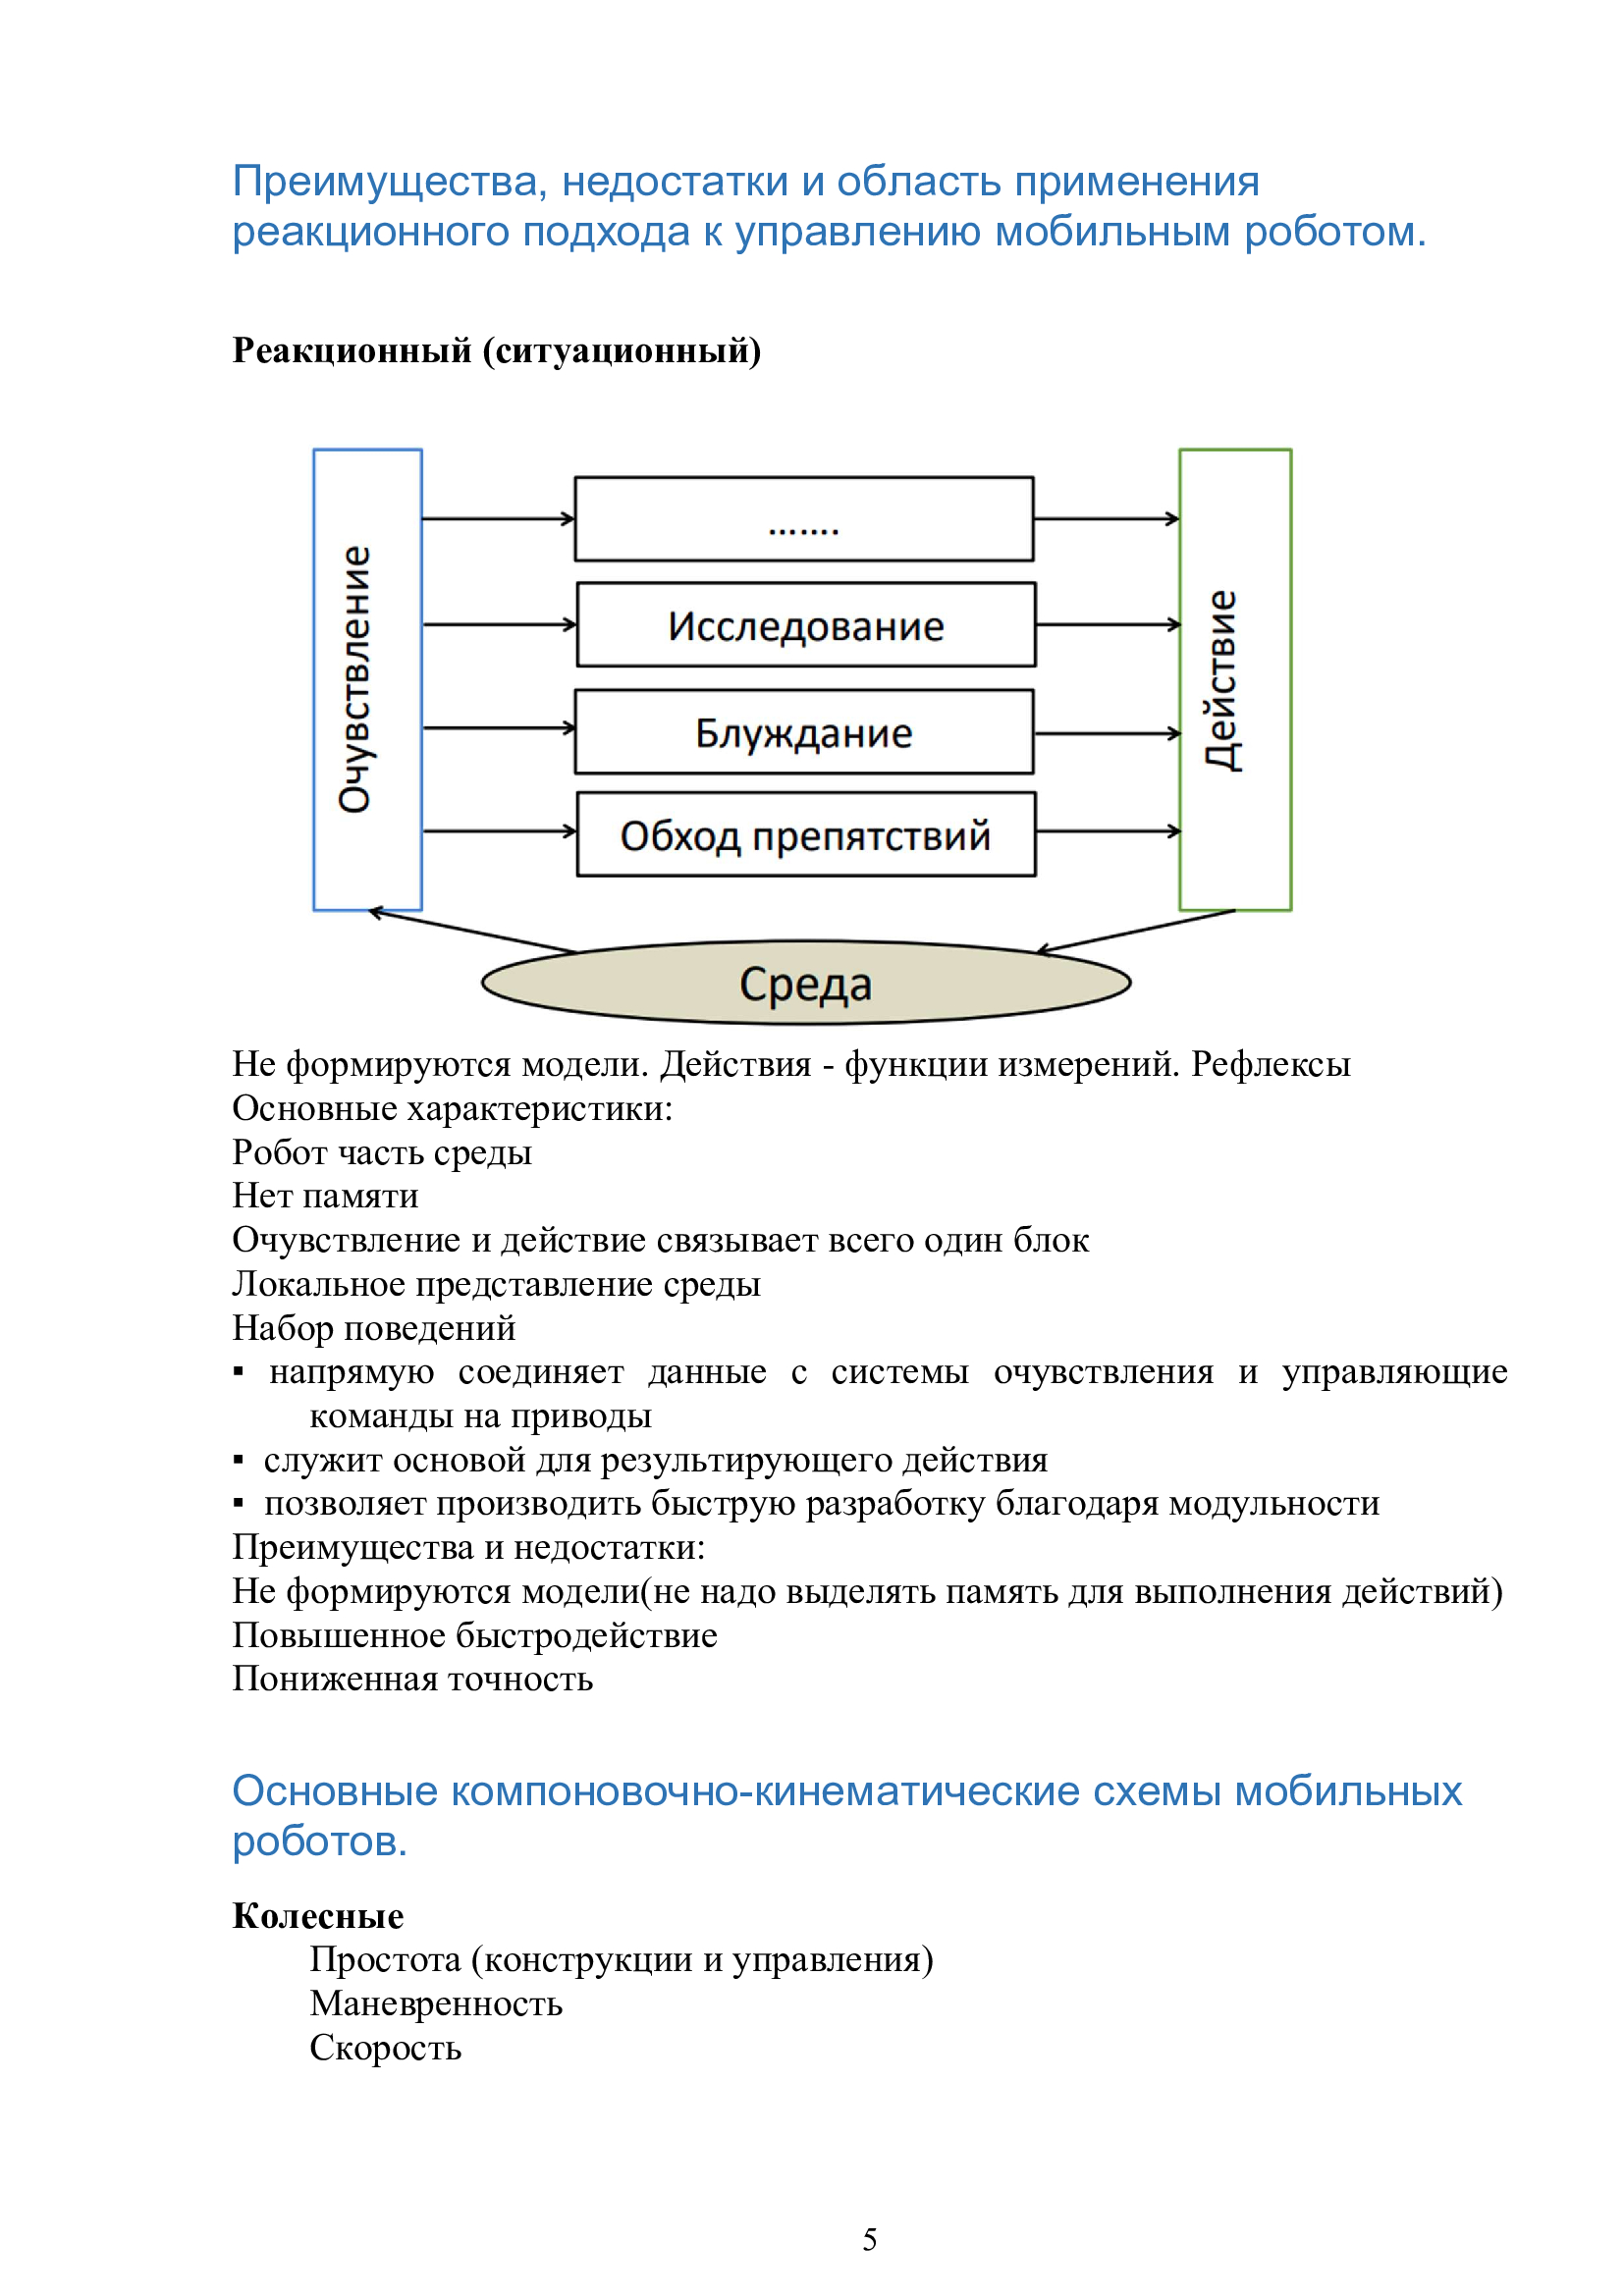 Преимущества, недостатки и область применения
реакционного подхода к управлению мобильным роботом.
Реакционный (ситуационный)
Очувствление
…….
Исследование
Блуждание
Обход препятствий
Действие
Среда
Не формируются модели. Действия - функции измерений. Рефлексы
Основные характеристики:
Робот часть среды
Нет памяти
Очувствление и действие связывает всего один блок
Локальное представление среды
Набор поведений
▪ напрямую соединяет данные с системы очувствления и управляющие
команды на приводы
▪ служит основой для результирующего действия
▪ позволяет производить быструю разработку благодаря модульности
Преимущества и недостатки:
Не формируются модели(не надо выделять память для выполнения действий)
Повышенное быстродействие
Пониженная точность
Основные компоновочно-кинематические схемы мобильных
роботов.
Колесные
Простота (конструкции и управления)
Маневренность
Скорость
5